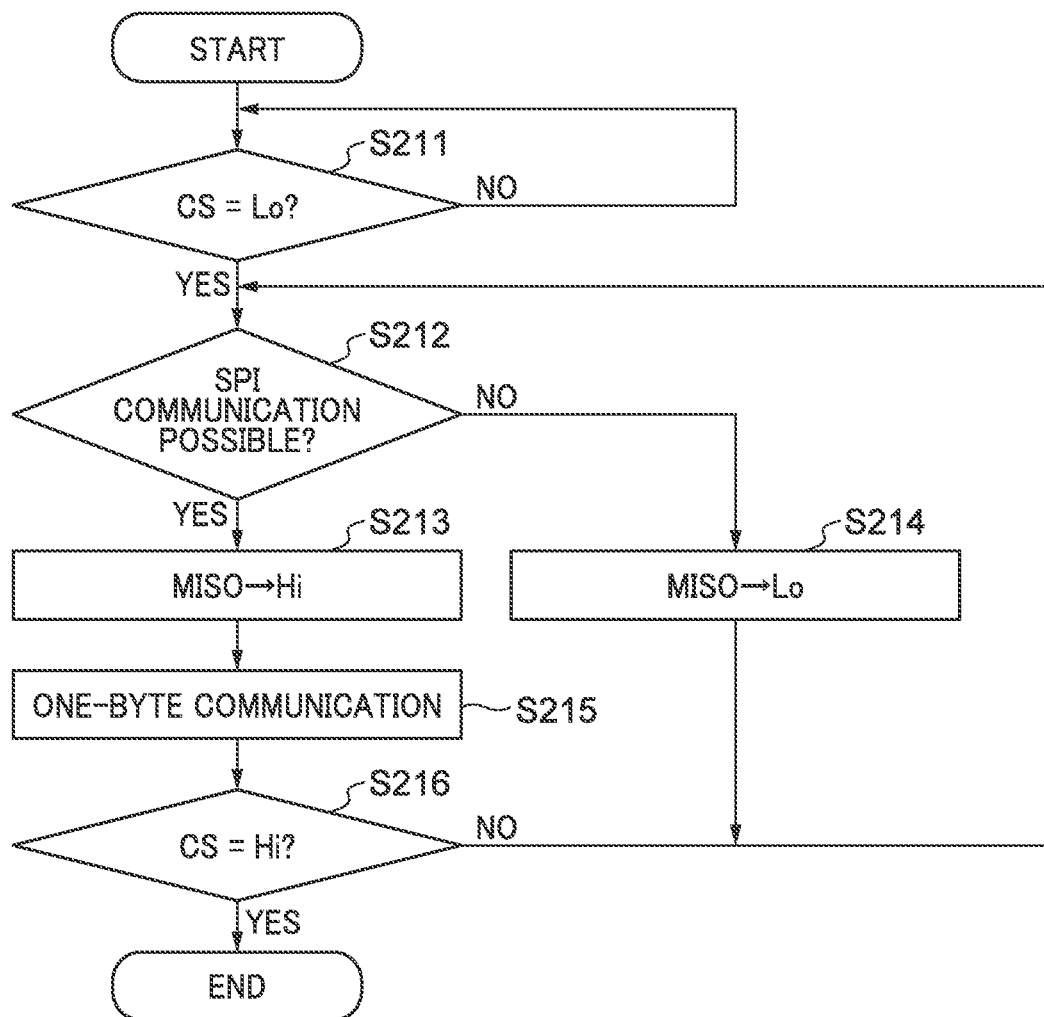 START
S211
CS = Lo?
NO
YES
S212
SPI
COMMUNICATION
POSSIBLE?
NO
YES
S213
MISO→Hi
S214
MISO→Lo
ONE-BYTE COMMUNICATION
S215
S216
CS = Hi?
NO
YES
END